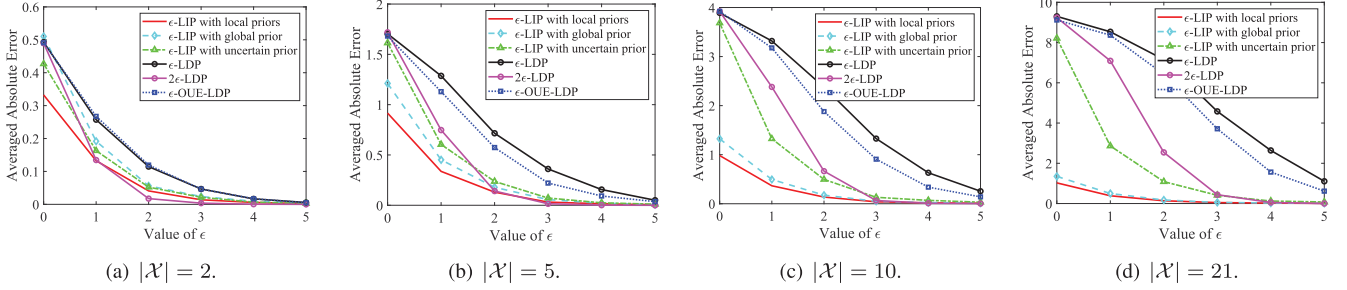 Averaged Absolute Error
0.6
0.5
0.4
0.3
0.2
0.1
0
0 1 2 3 4 5
Value of ϵ
ϵ-LIP with local priors
ϵ-LIP with global prior
ϵ-LIP with uncertain prior
ϵ-LDP
2ϵ-LDP
ϵ-OUE-LDP
(a) |𝒳| = 2.
Averaged Absolute Error
2
1.5
1
0.5
0
0 1 2 3 4 5
Value of ϵ
ϵ-LIP with local priors
ϵ-LIP with global prior
ϵ-LIP with uncertain prior
ϵ-LDP
2ϵ-LDP
ϵ-OUE-LDP
(b) |𝒳| = 5.
Averaged Absolute Error
4
3
2
1
0
0 1 2 3 4 5
Value of ϵ
ϵ-LIP with local priors
ϵ-LIP with global prior
ϵ-LIP with uncertain prior
ϵ-LDP
2ϵ-LDP
ϵ-OUE-LDP
(c) |𝒳| = 10.
Averaged Absolute Error
10
8
6
4
2
0
0 1 2 3 4 5
Value of ϵ
ϵ-LIP with local priors
ϵ-LIP with global prior
ϵ-LIP with uncertain prior
ϵ-LDP
2ϵ-LDP
ϵ-OUE-LDP
(d) |𝒳| = 21.